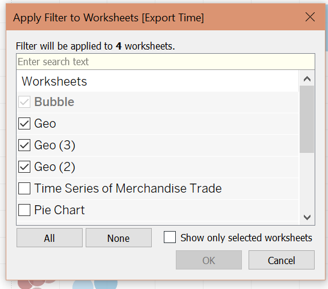 Apply Filter to Worksheets [Export Time]
Filter will be applied to 4 worksheets.
Enter search text
Worksheets
Bubble
Geo
Geo (3)
Geo (2)
Time Series of Merchandise Trade
Pie Chart
All None Show only selected worksheets
OK Cancel